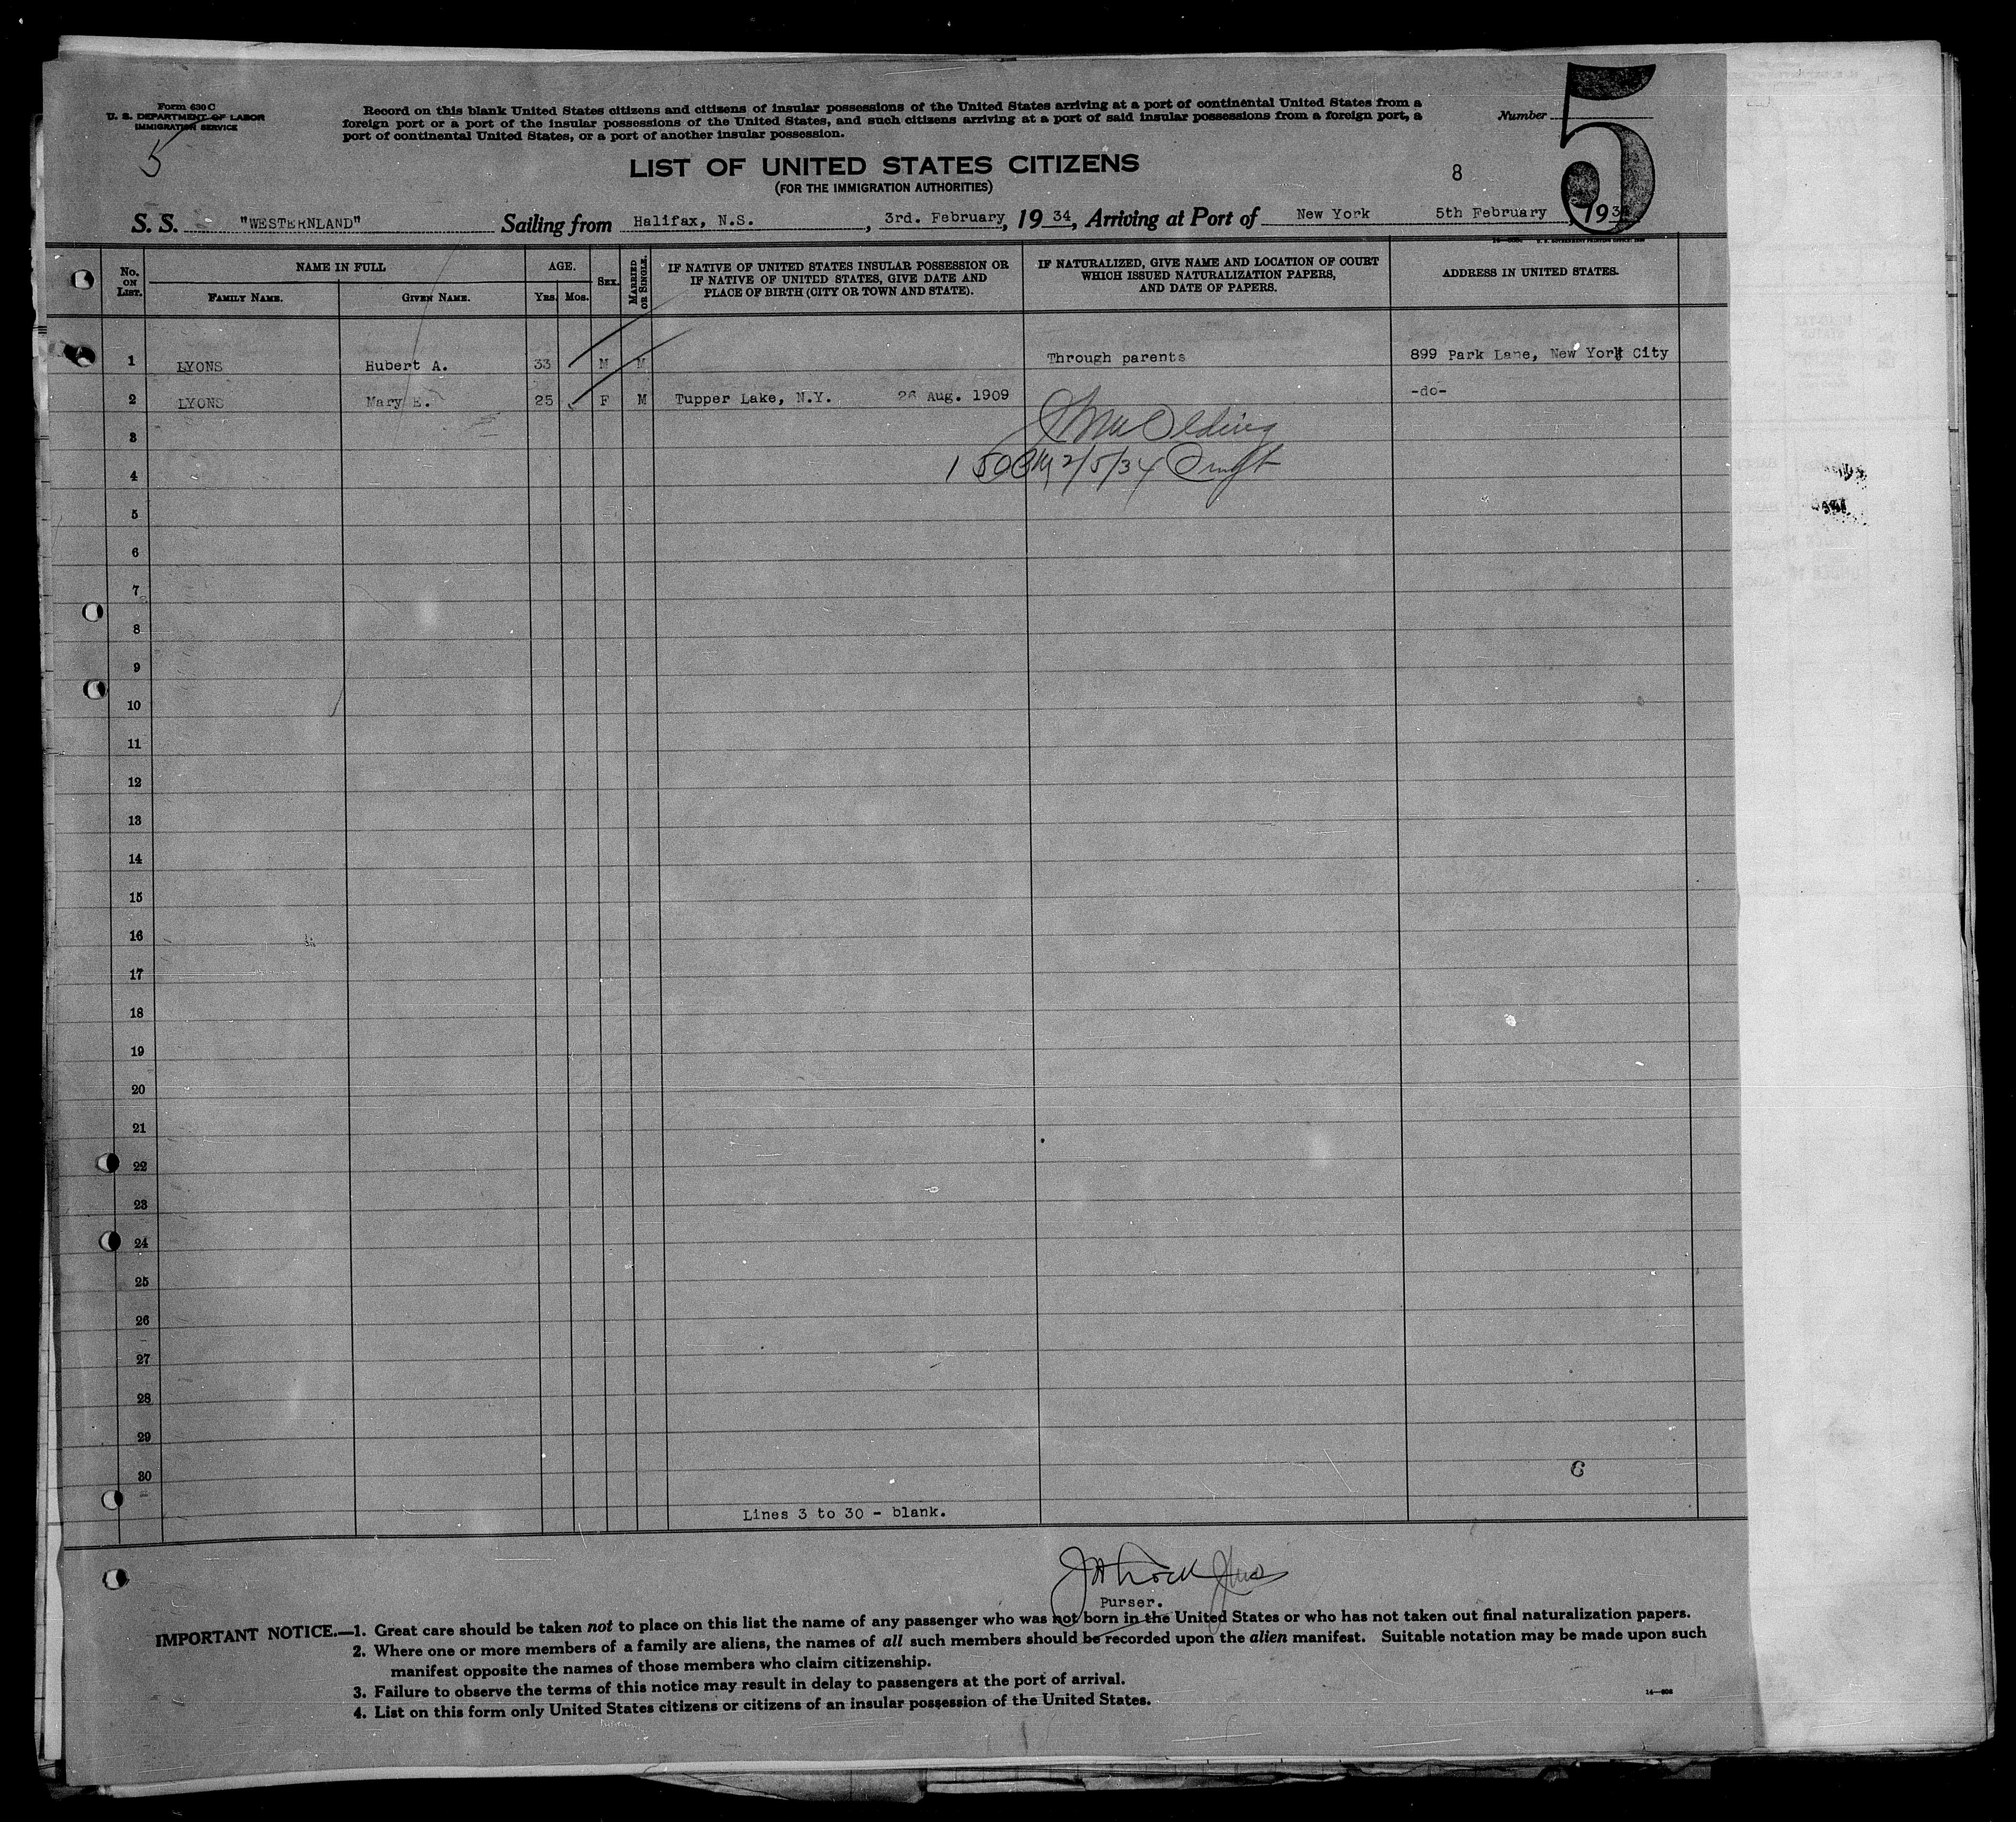 Form 630 C
U. S. DEPARTMENT OF LABOR
IMMIGRATION SERVICE
5
Record on this blank United States citizens and citizens of insular possessions of the United States arriving at a port of continental United States from a
foreign port or a port of the insular possessions of the United States, and such citizens arriving at a port of said insular possessions from a foreign port, a
port of continental United States, or a port of another insular possession.
Number 5
LIST OF UNITED STATES CITIZENS
(FOR THE IMMIGRATION AUTHORITIES)
8
S. S. "WESTERNLAND" Sailing from Halifax, N.S. , 3rd. February, 19 34, Arriving at Port of New York 5th February , 1934
No. ON LIST. NAME IN FULL FAMILY NAME. GIVEN NAME. AGE. YRS. MOS. SEX. MARRIED OR SINGLE. IF NATIVE OF UNITED STATES INSULAR POSSESSION OR IF NATIVE OF UNITED STATES, GIVE DATE AND PLACE OF BIRTH (CITY OR TOWN AND STATE). IF NATURALIZED, GIVE NAME AND LOCATION OF COURT WHICH ISSUED NATURALIZATION PAPERS, AND DATE OF PAPERS. ADDRESS IN UNITED STATES.
1 LYONS Hubert A. 33 M M Through parents 899 Park Lane, New York City
2 LYONS Mary E. 25 F M Tupper Lake, N.Y. 26 Aug. 1909 -do-
3
4 2/5/34
5
6
7
8
9
10
11
12
13
14
15
16
17
18
19
20
21
22
23
24
25
26
27
28
29
30
6
Lines 3 to 30 - blank.
Purser.
IMPORTANT NOTICE.—1. Great care should be taken not to place on this list the name of any passenger who was not born in the United States or who has not taken out final naturalization papers.
2. Where one or more members of a family are aliens, the names of all such members should be recorded upon the alien manifest. Suitable notation may be made upon such
manifest opposite the names of those members who claim citizenship.
3. Failure to observe the terms of this notice may result in delay to passengers at the port of arrival.
4. List on this form only United States citizens or citizens of an insular possession of the United States.